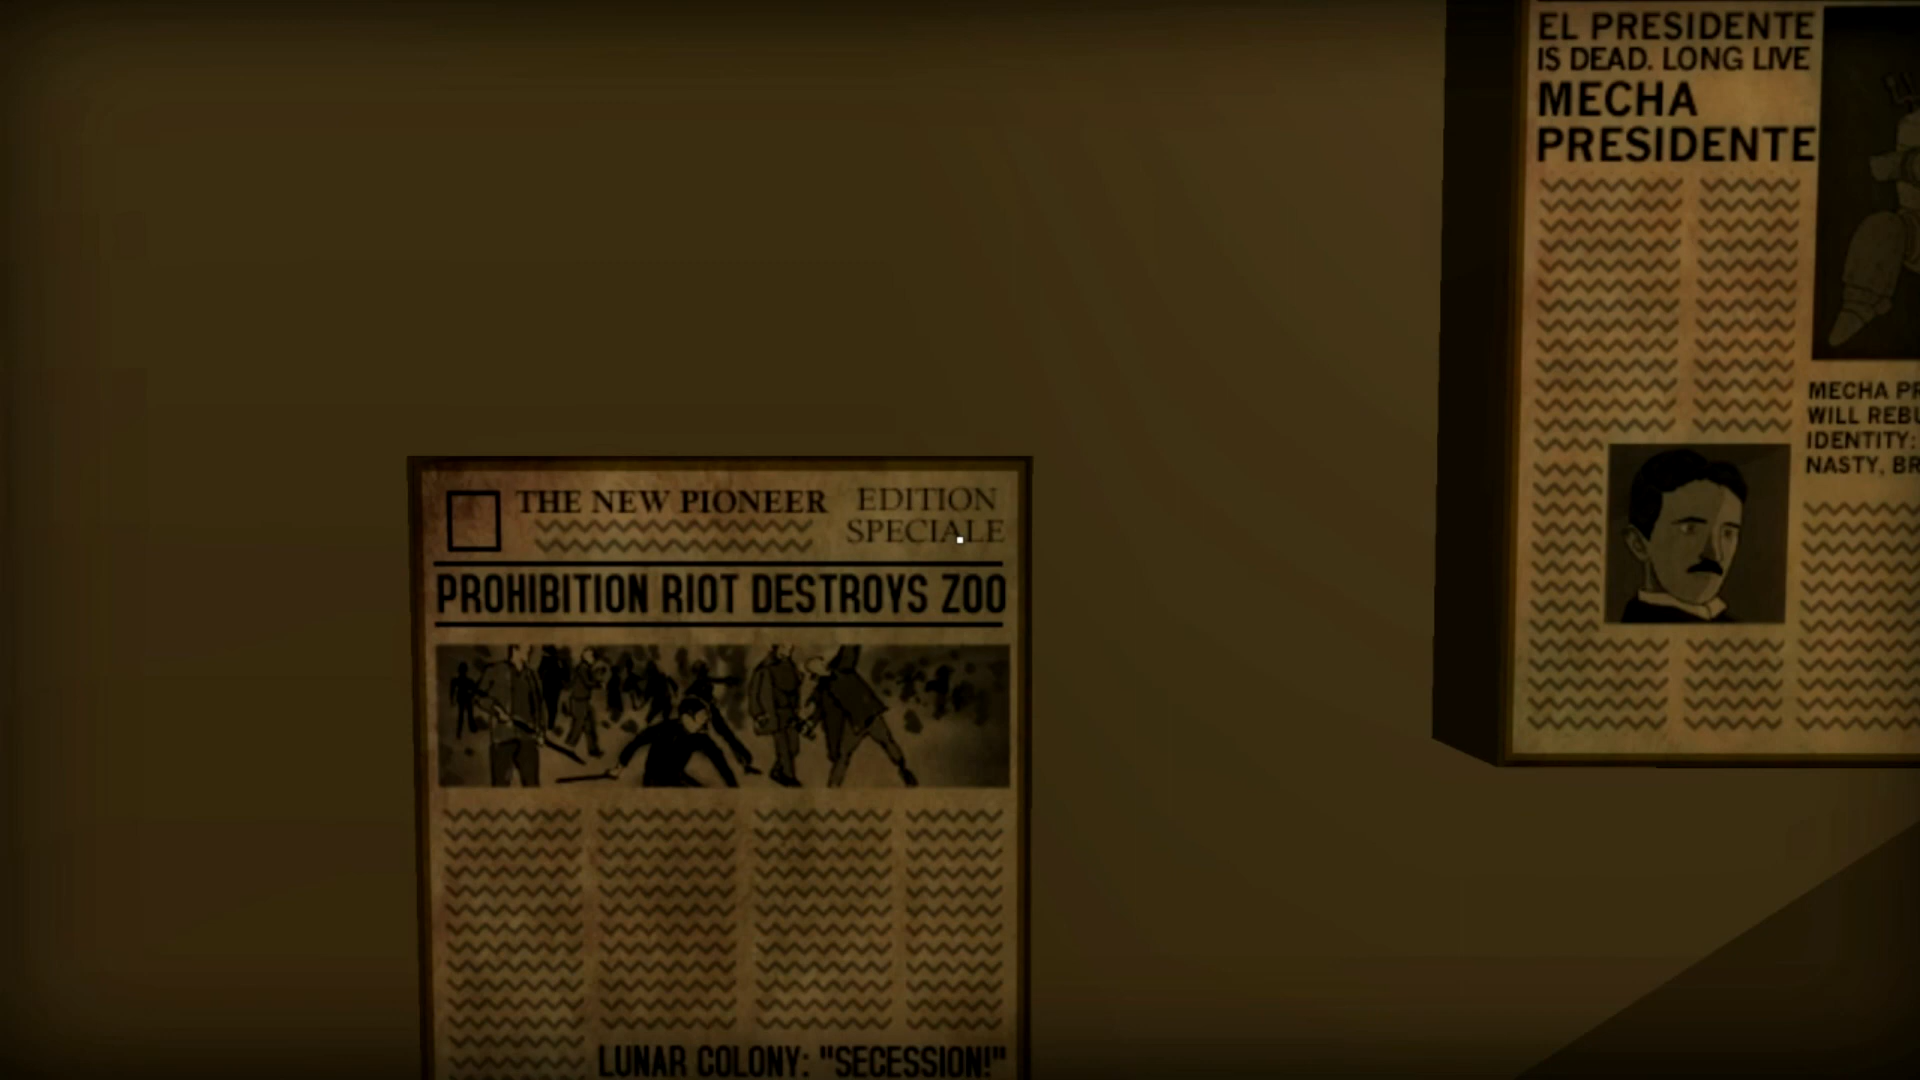 THE NEW PIONEER
EDITION
SPECIALE
PROHIBITION RIOT DESTROYS ZOO
LUNAR COLONY: "SECESSION!"
EL PRESIDENTE
IS DEAD. LONG LIVE
MECHA
PRESIDENTE
MECHA
WILL
IDENTITY:
NASTY,